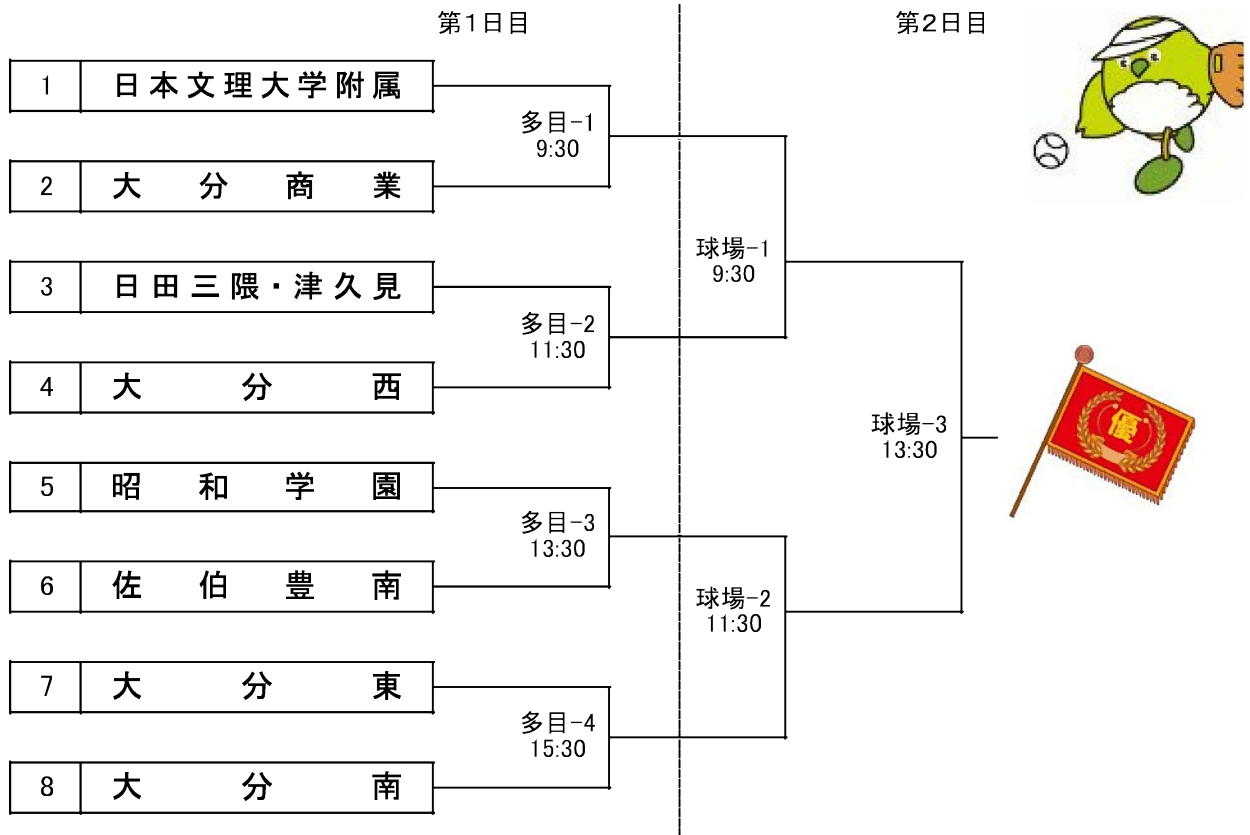 第1日目
第2日目
1 日本文理大学附属
多目-1
9:30
2 大分商業
球場-1
9:30
3 日田三隈・津久見
多目-2
11:30
4 大分西
球場-3
13:30
優
5 昭和学園
多目-3
13:30
6 佐伯豊南
球場-2
11:30
7 大分東
多目-4
15:30
8 大分南